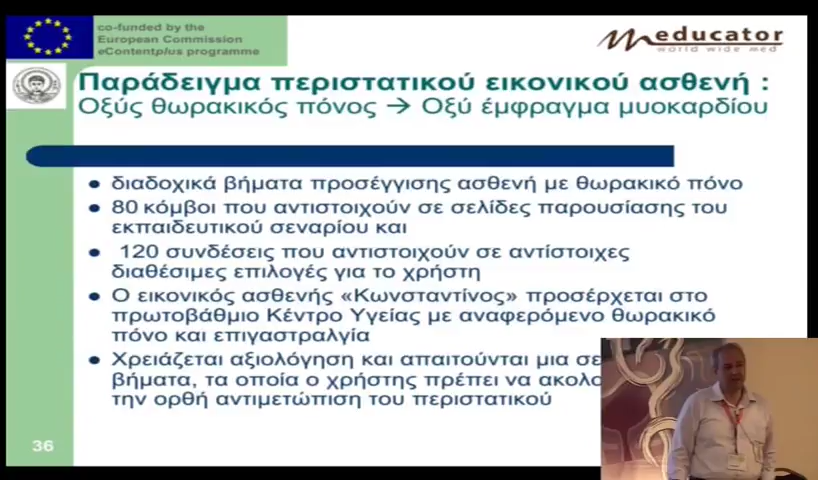 co-funded by the
European Commission
eContentplus programme
meducator
world wide med
Παράδειγμα περιστατικού εικονικού ασθενή :
Οξύς θωρακικός πόνος → Οξύ έμφραγμα μυοκαρδίου
• διαδοχικά βήματα προσέγγισης ασθενή με θωρακικό πόνο
• 80 κόμβοι που αντιστοιχούν σε σελίδες παρουσίασης του
εκπαιδευτικού σεναρίου και
• 120 συνδέσεις που αντιστοιχούν σε αντίστοιχες
διαθέσιμες επιλογές για το χρήστη
• Ο εικονικός ασθενής «Κωνσταντίνος» προσέρχεται στο
πρωτοβάθμιο Κέντρο Υγείας με αναφερόμενο θωρακικό
πόνο και επιγαστραλγία
• Χρειάζεται αξιολόγηση και απαιτούνται μια σε
βήματα, τα οποία ο χρήστης πρέπει να ακολο
την ορθή αντιμετώπιση του περιστατικού
36